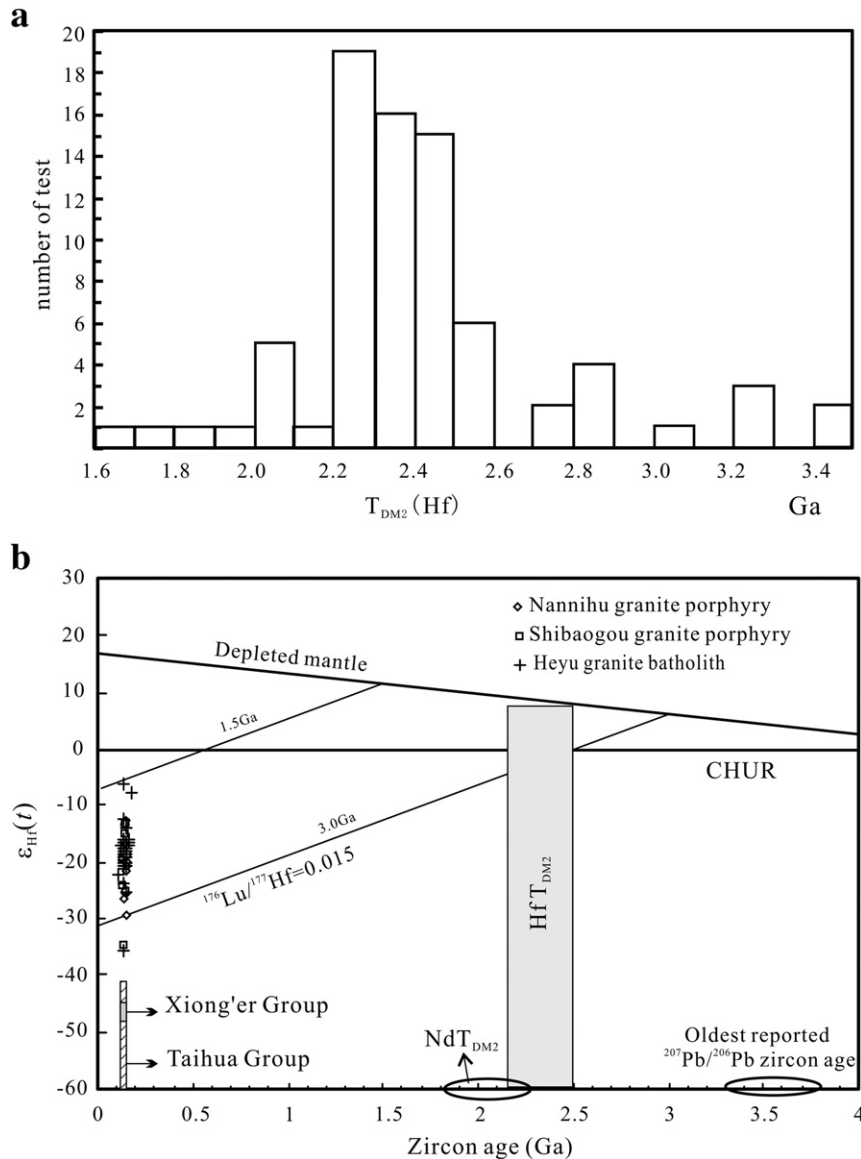 a
20
18
16
14
12
10
8
6
4
2
number of test
1.6 1.8 2.0 2.2 2.4 2.6 2.8 3.0 3.2 3.4
T_DM2 (Hf) Ga
b
30
20
10
0
-10
-20
-30
-40
-50
-60
ε_Hf(t)
Nannihu granite porphyry
Shibaogou granite porphyry
Heyu granite batholith
Depleted mantle
1.5Ga
CHUR
3.0Ga
¹⁷⁶Lu/¹⁷⁷Hf=0.015
Hf T_DM2
Xiong'er Group
Taihua Group
NdT_DM2
Oldest reported
²⁰⁷Pb/²⁰⁶Pb zircon age
0 0.5 1 1.5 2 2.5 3 3.5 4
Zircon age (Ga)